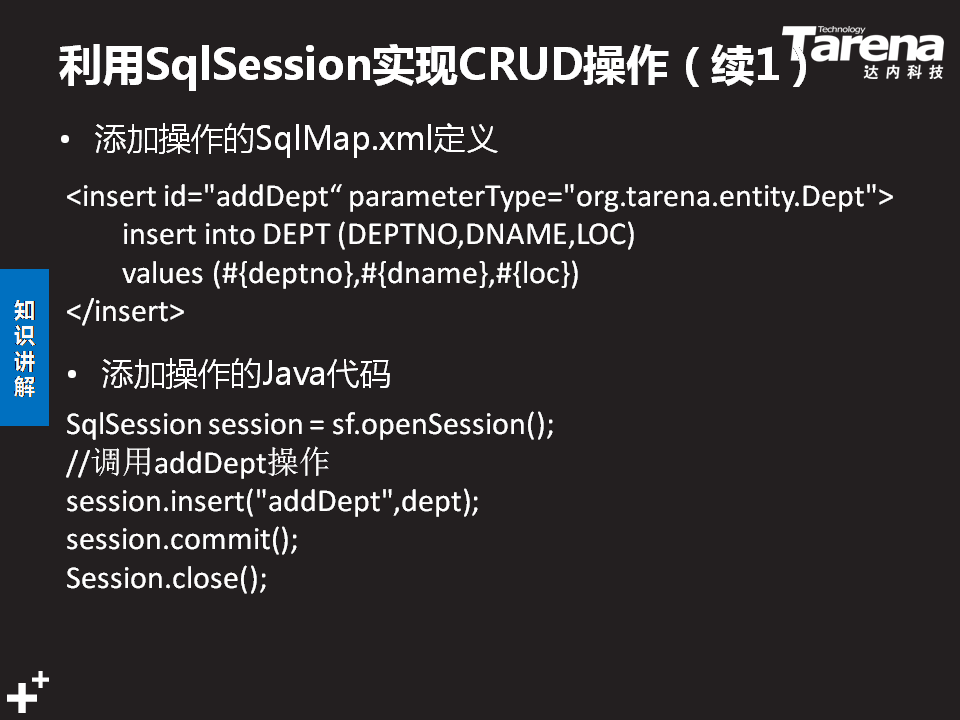 利用SqlSession实现CRUD操作（续1）
Technology
Tarena
达内科技
• 添加操作的SqlMap.xml定义
<insert id="addDept“ parameterType="org.tarena.entity.Dept">
insert into DEPT (DEPTNO,DNAME,LOC)
values (#{deptno},#{dname},#{loc})
</insert>
知识讲解
• 添加操作的Java代码
SqlSession session = sf.openSession();
//调用addDept操作
session.insert("addDept",dept);
session.commit();
Session.close();